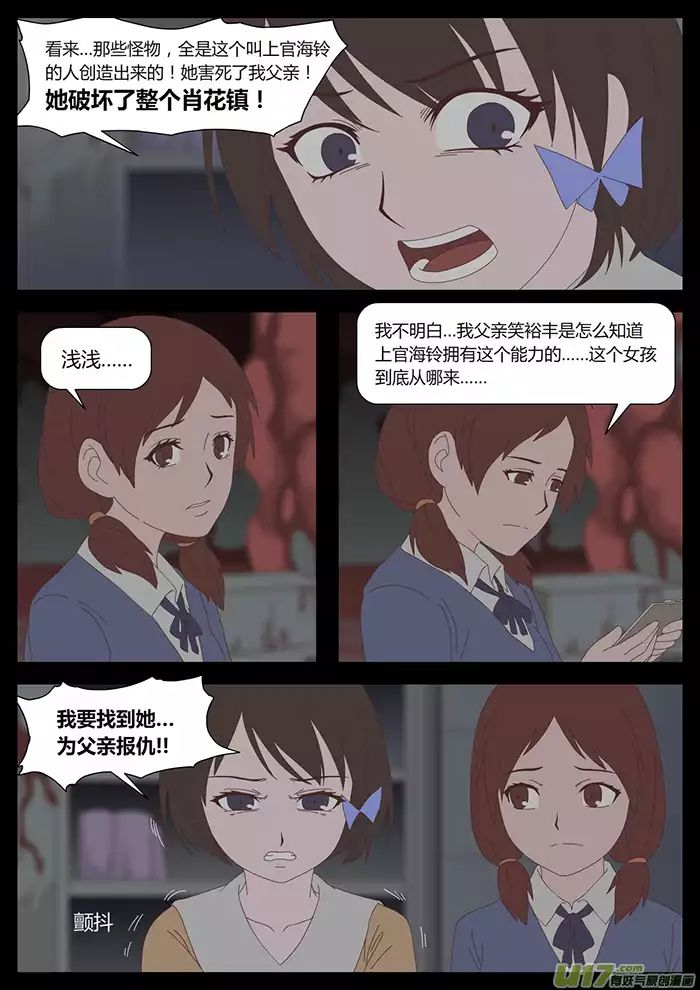 看来...那些怪物，全是这个叫上官海铃
的人创造出来的！她害死了我父亲！
她破坏了整个肖花镇！
浅浅......
我不明白...我父亲笑裕丰是怎么知道
上官海铃拥有这个能力的......这个女孩
到底从哪来......
我要找到她...
为父亲报仇!!
颤抖
U17.com
有妖气原创漫画